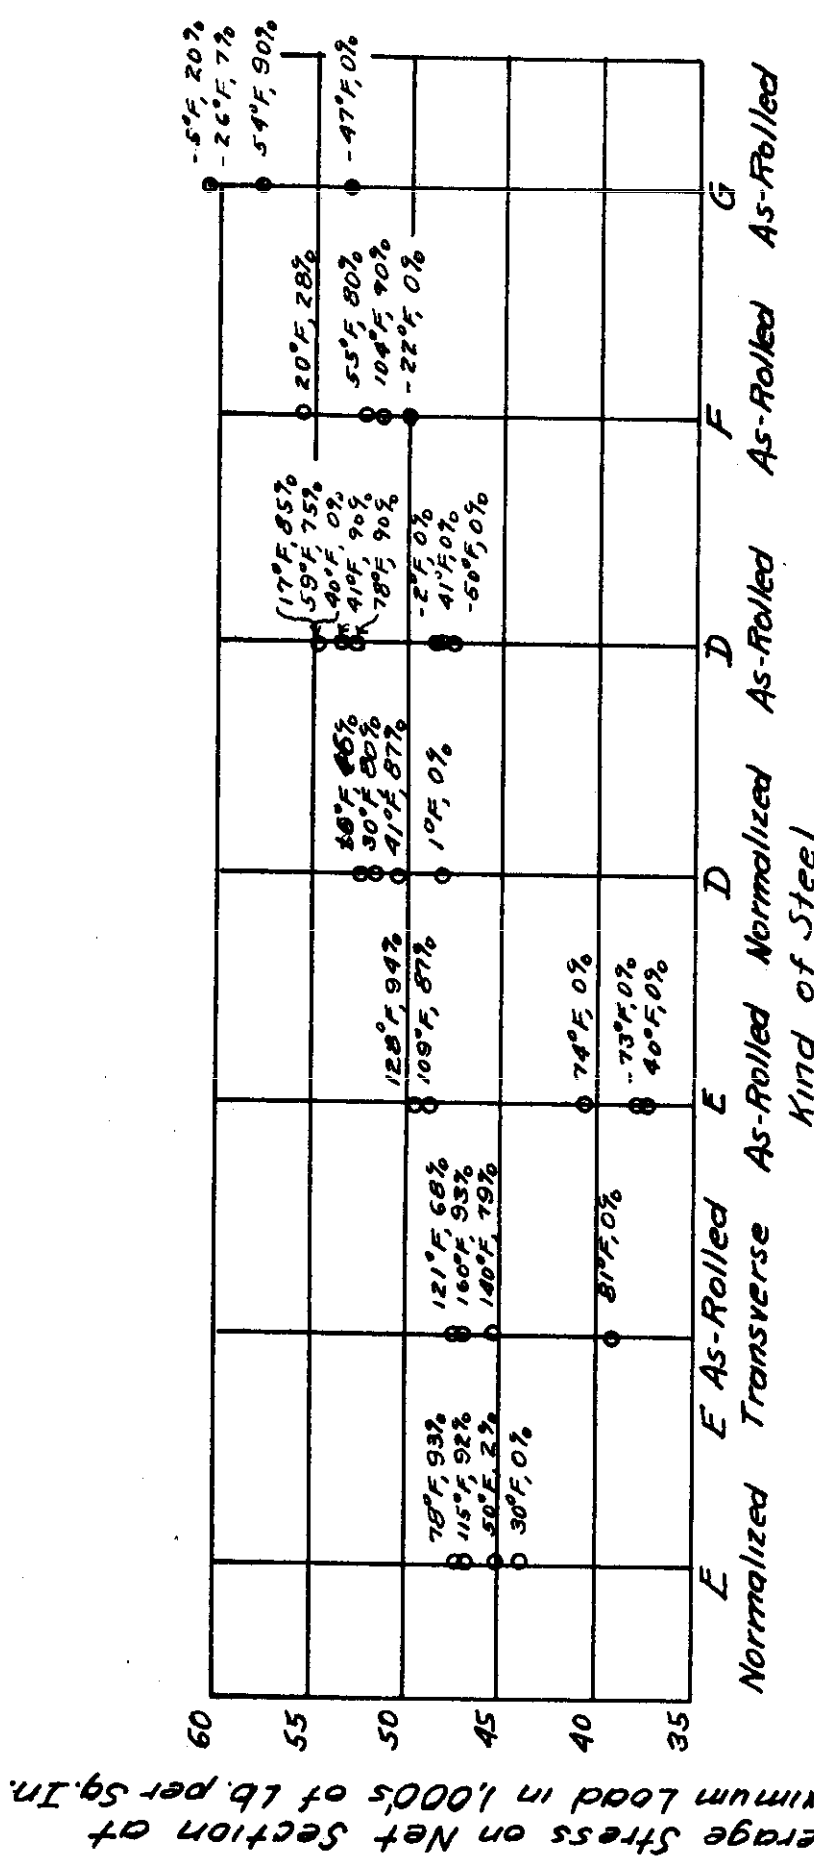 erage Stress on Net Section at
ximum Load in 1,000's of Lb. per Sq. In.
60
55
50
45
40
35
78°F, 93%
115°F, 92%
50°F, 2%
30°F, 0%
121°F, 68%
160°F, 93%
140°F, 79%
81°F, 0%
128°F, 94%
109°F, 87%
74°F, 0%
-73°F, 0%
40°F, 0%
30°F, 80%
41°F, 87%
1°F, 0%
17°F, 85%
59°F, 75%
40°F, 0%
41°F, 90%
78°F, 90%
-2°F, 0%
41°F, 0%
-50°F, 0%
20°F, 28%
53°F, 80%
104°F, 90%
-22°F, 0%
-5°F, 20%
-26°F, 7%
54°F, 90%
-47°F, 0%
E
E As-Rolled
E
D
D
F
G
Normalized
Transverse
As-Rolled
Normalized
As-Rolled
As-Rolled
As-Rolled
Kind of Steel